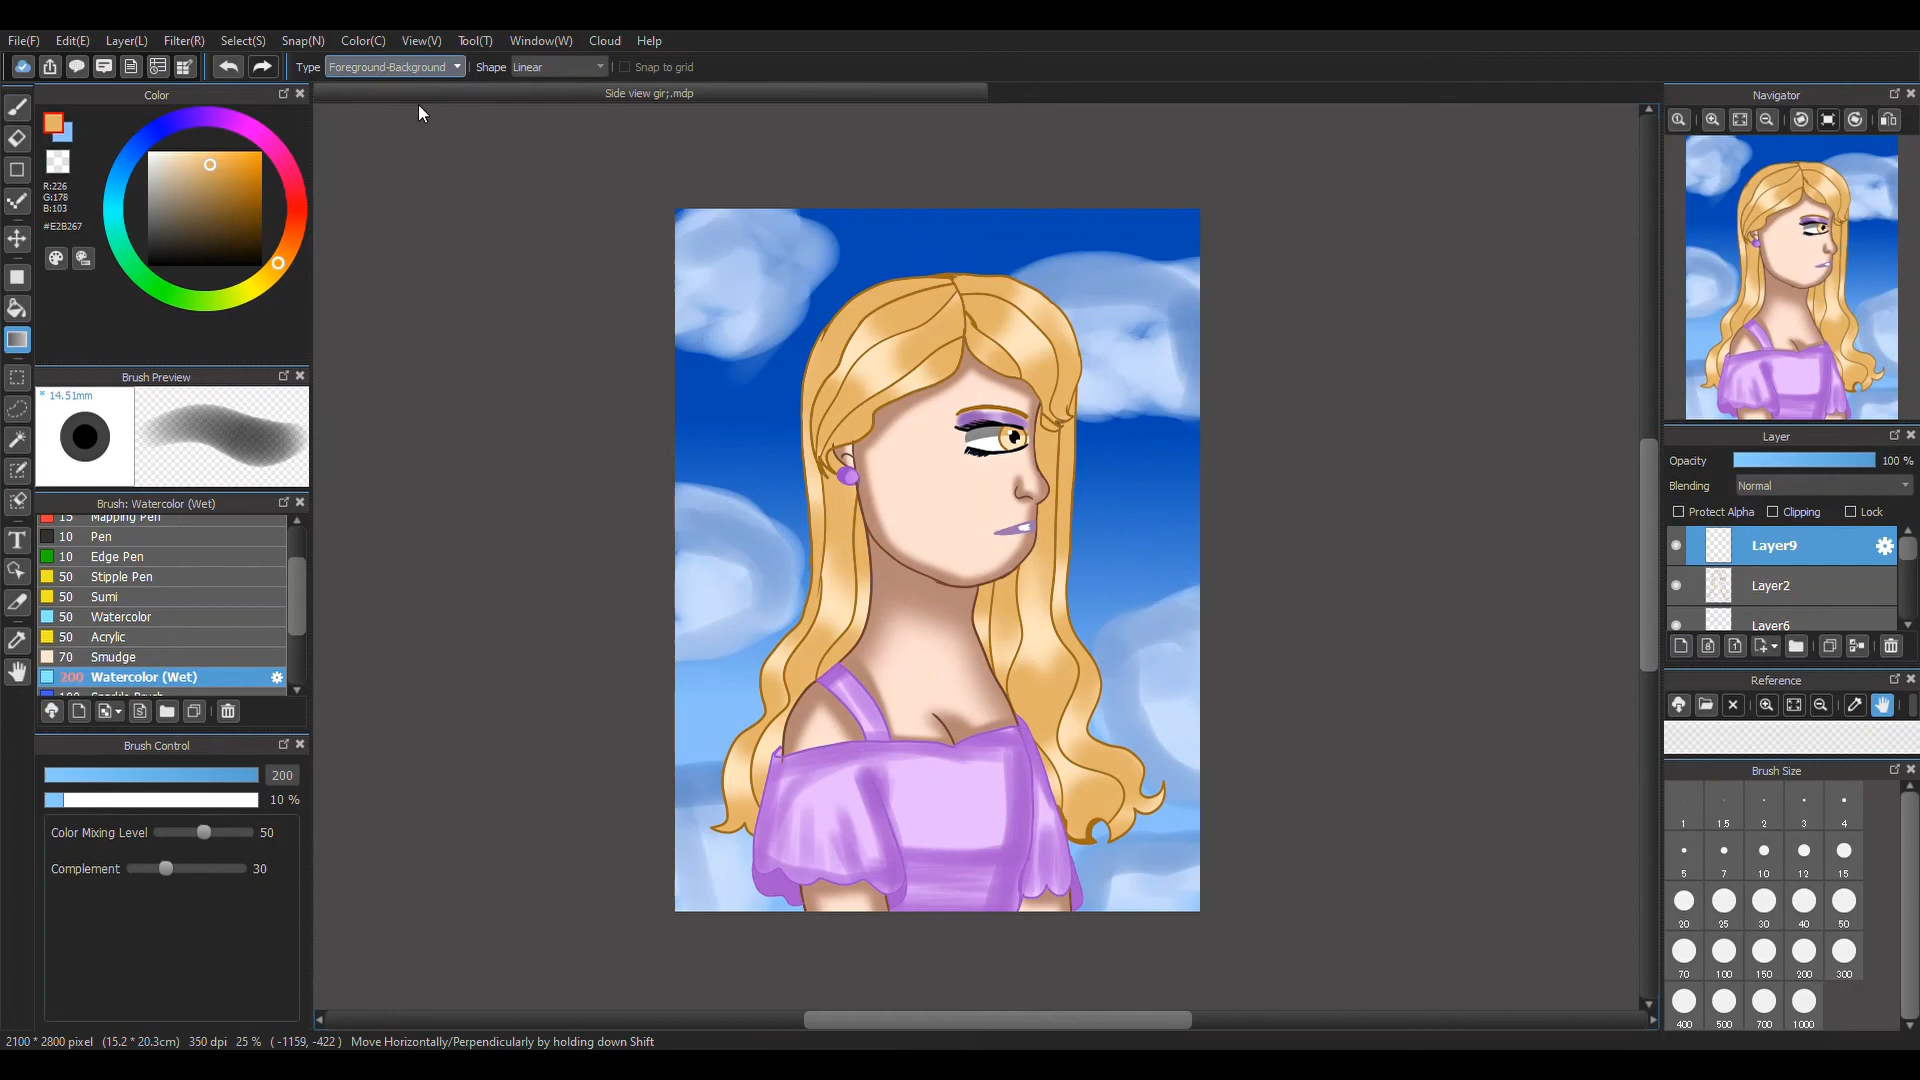 File(F) Edit(E) Layer(L) Filter(R) Select(S) Snap(N) Color(C) View(V) Tool(T) Window(W) Cloud Help
Type Foreground-Background Shape Linear Snap to grid
Color
Side view gir;.mdp
Navigator
R:226
G:178
B:103
#E2B267
Brush Preview
* 14.51mm
Layer
Opacity 100 %
Blending Normal
Protect Alpha Clipping Lock
Layer9
Layer2
Layer6
Brush: Watercolor (Wet)
15 Mapping Pen
10 Pen
10 Edge Pen
50 Stipple Pen
50 Sumi
50 Watercolor
50 Acrylic
70 Smudge
200 Watercolor (Wet)
100 Sparkle Brush
Reference
Brush Control
200
10 %
Color Mixing Level 50
Complement 30
Brush Size
1 1.5 2 3 4
5 7 10 12 15
20 25 30 40 50
70 100 150 200 300
400 500 700 1000
2100 * 2800 pixel (15.2 * 20.3cm) 350 dpi 25 % ( -1159, -422 ) Move Horizontally/Perpendicularly by holding down Shift